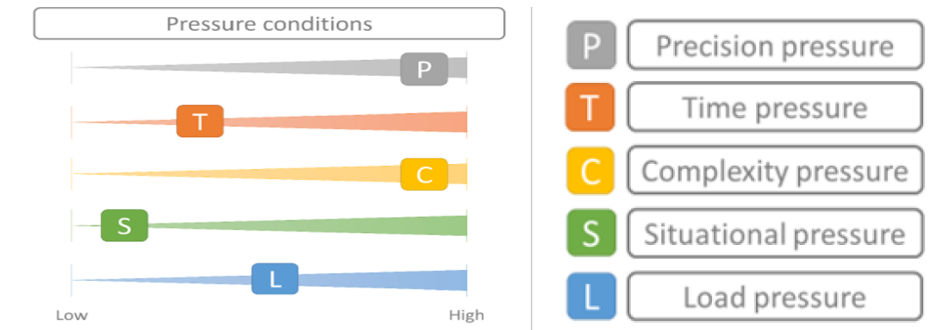 Pressure conditions
P
T
C
S
L
Low High
P Precision pressure
T Time pressure
C Complexity pressure
S Situational pressure
L Load pressure